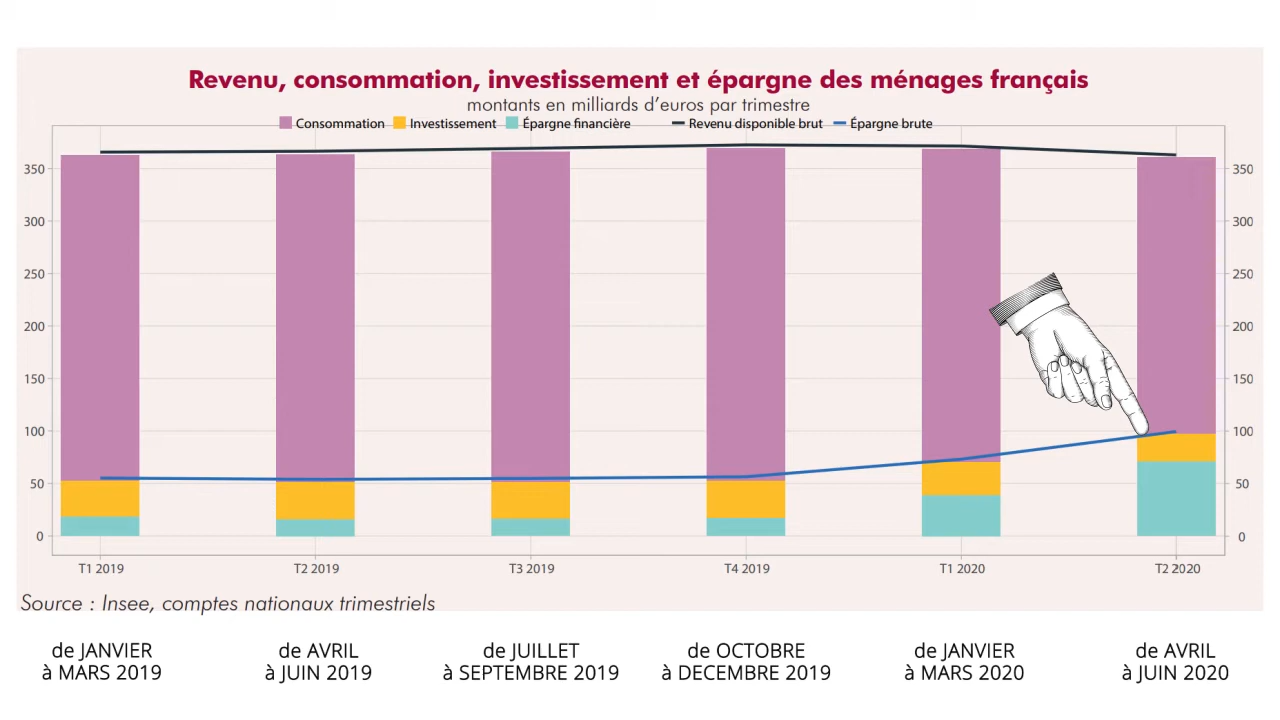 Revenu, consommation, investissement et épargne des ménages français
montants en milliards d’euros par trimestre
Consommation Investissement Épargne financière Revenu disponible brut Épargne brute
350 350
300 300
250 250
200 200
150 150
100 100
50 50
0 0
T1 2019 T2 2019 T3 2019 T4 2019 T1 2020 T2 2020
Source : Insee, comptes nationaux trimestriels
de JANVIER de AVRIL de JUILLET de OCTOBRE de JANVIER de AVRIL
à MARS 2019 à JUIN 2019 à SEPTEMBRE 2019 à DECEMBRE 2019 à MARS 2020 à JUIN 2020